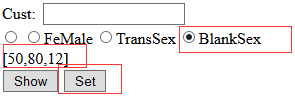 Cust:
FeMale TransSex BlankSex
[50,80,12]
Show Set